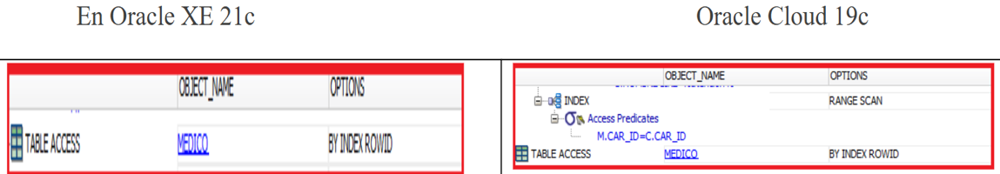 En Oracle XE 21c
Oracle Cloud 19c
OBJECT_NAME OPTIONS
TABLE ACCESS MEDICO BY INDEX ROWID
OBJECT_NAME OPTIONS
INDEX RANGE SCAN
Access Predicates
M.CAR_ID=C.CAR_ID
TABLE ACCESS MEDICO BY INDEX ROWID